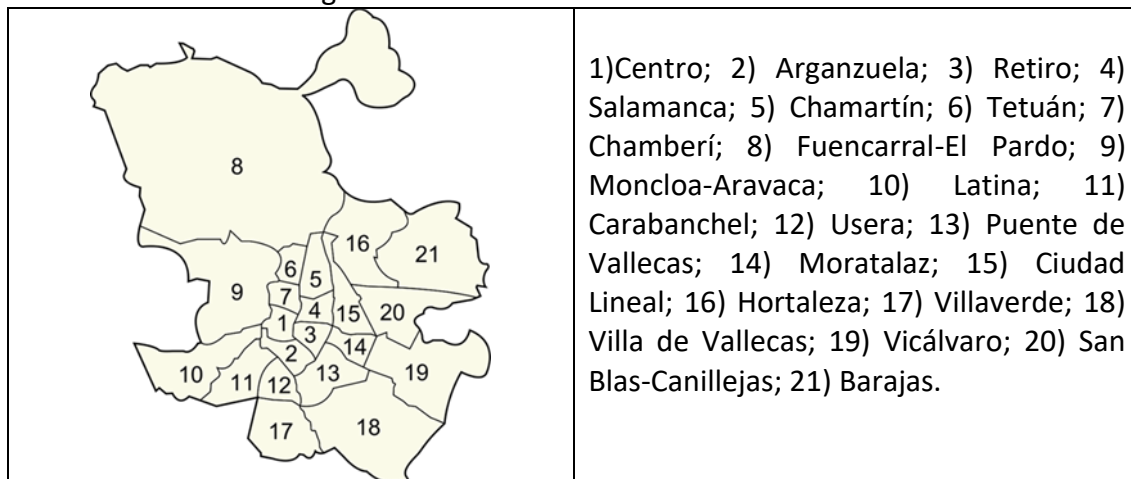 8
16
21
6
5
9
7
4
15
20
1
3
2
14
10
11
12
13
19
17
18
1)Centro; 2) Arganzuela; 3) Retiro; 4)
Salamanca; 5) Chamartín; 6) Tetuán; 7)
Chamberí; 8) Fuencarral-El Pardo; 9)
Moncloa-Aravaca; 10) Latina; 11)
Carabanchel; 12) Usera; 13) Puente de
Vallecas; 14) Moratalaz; 15) Ciudad
Lineal; 16) Hortaleza; 17) Villaverde; 18)
Villa de Vallecas; 19) Vicálvaro; 20) San
Blas-Canillejas; 21) Barajas.